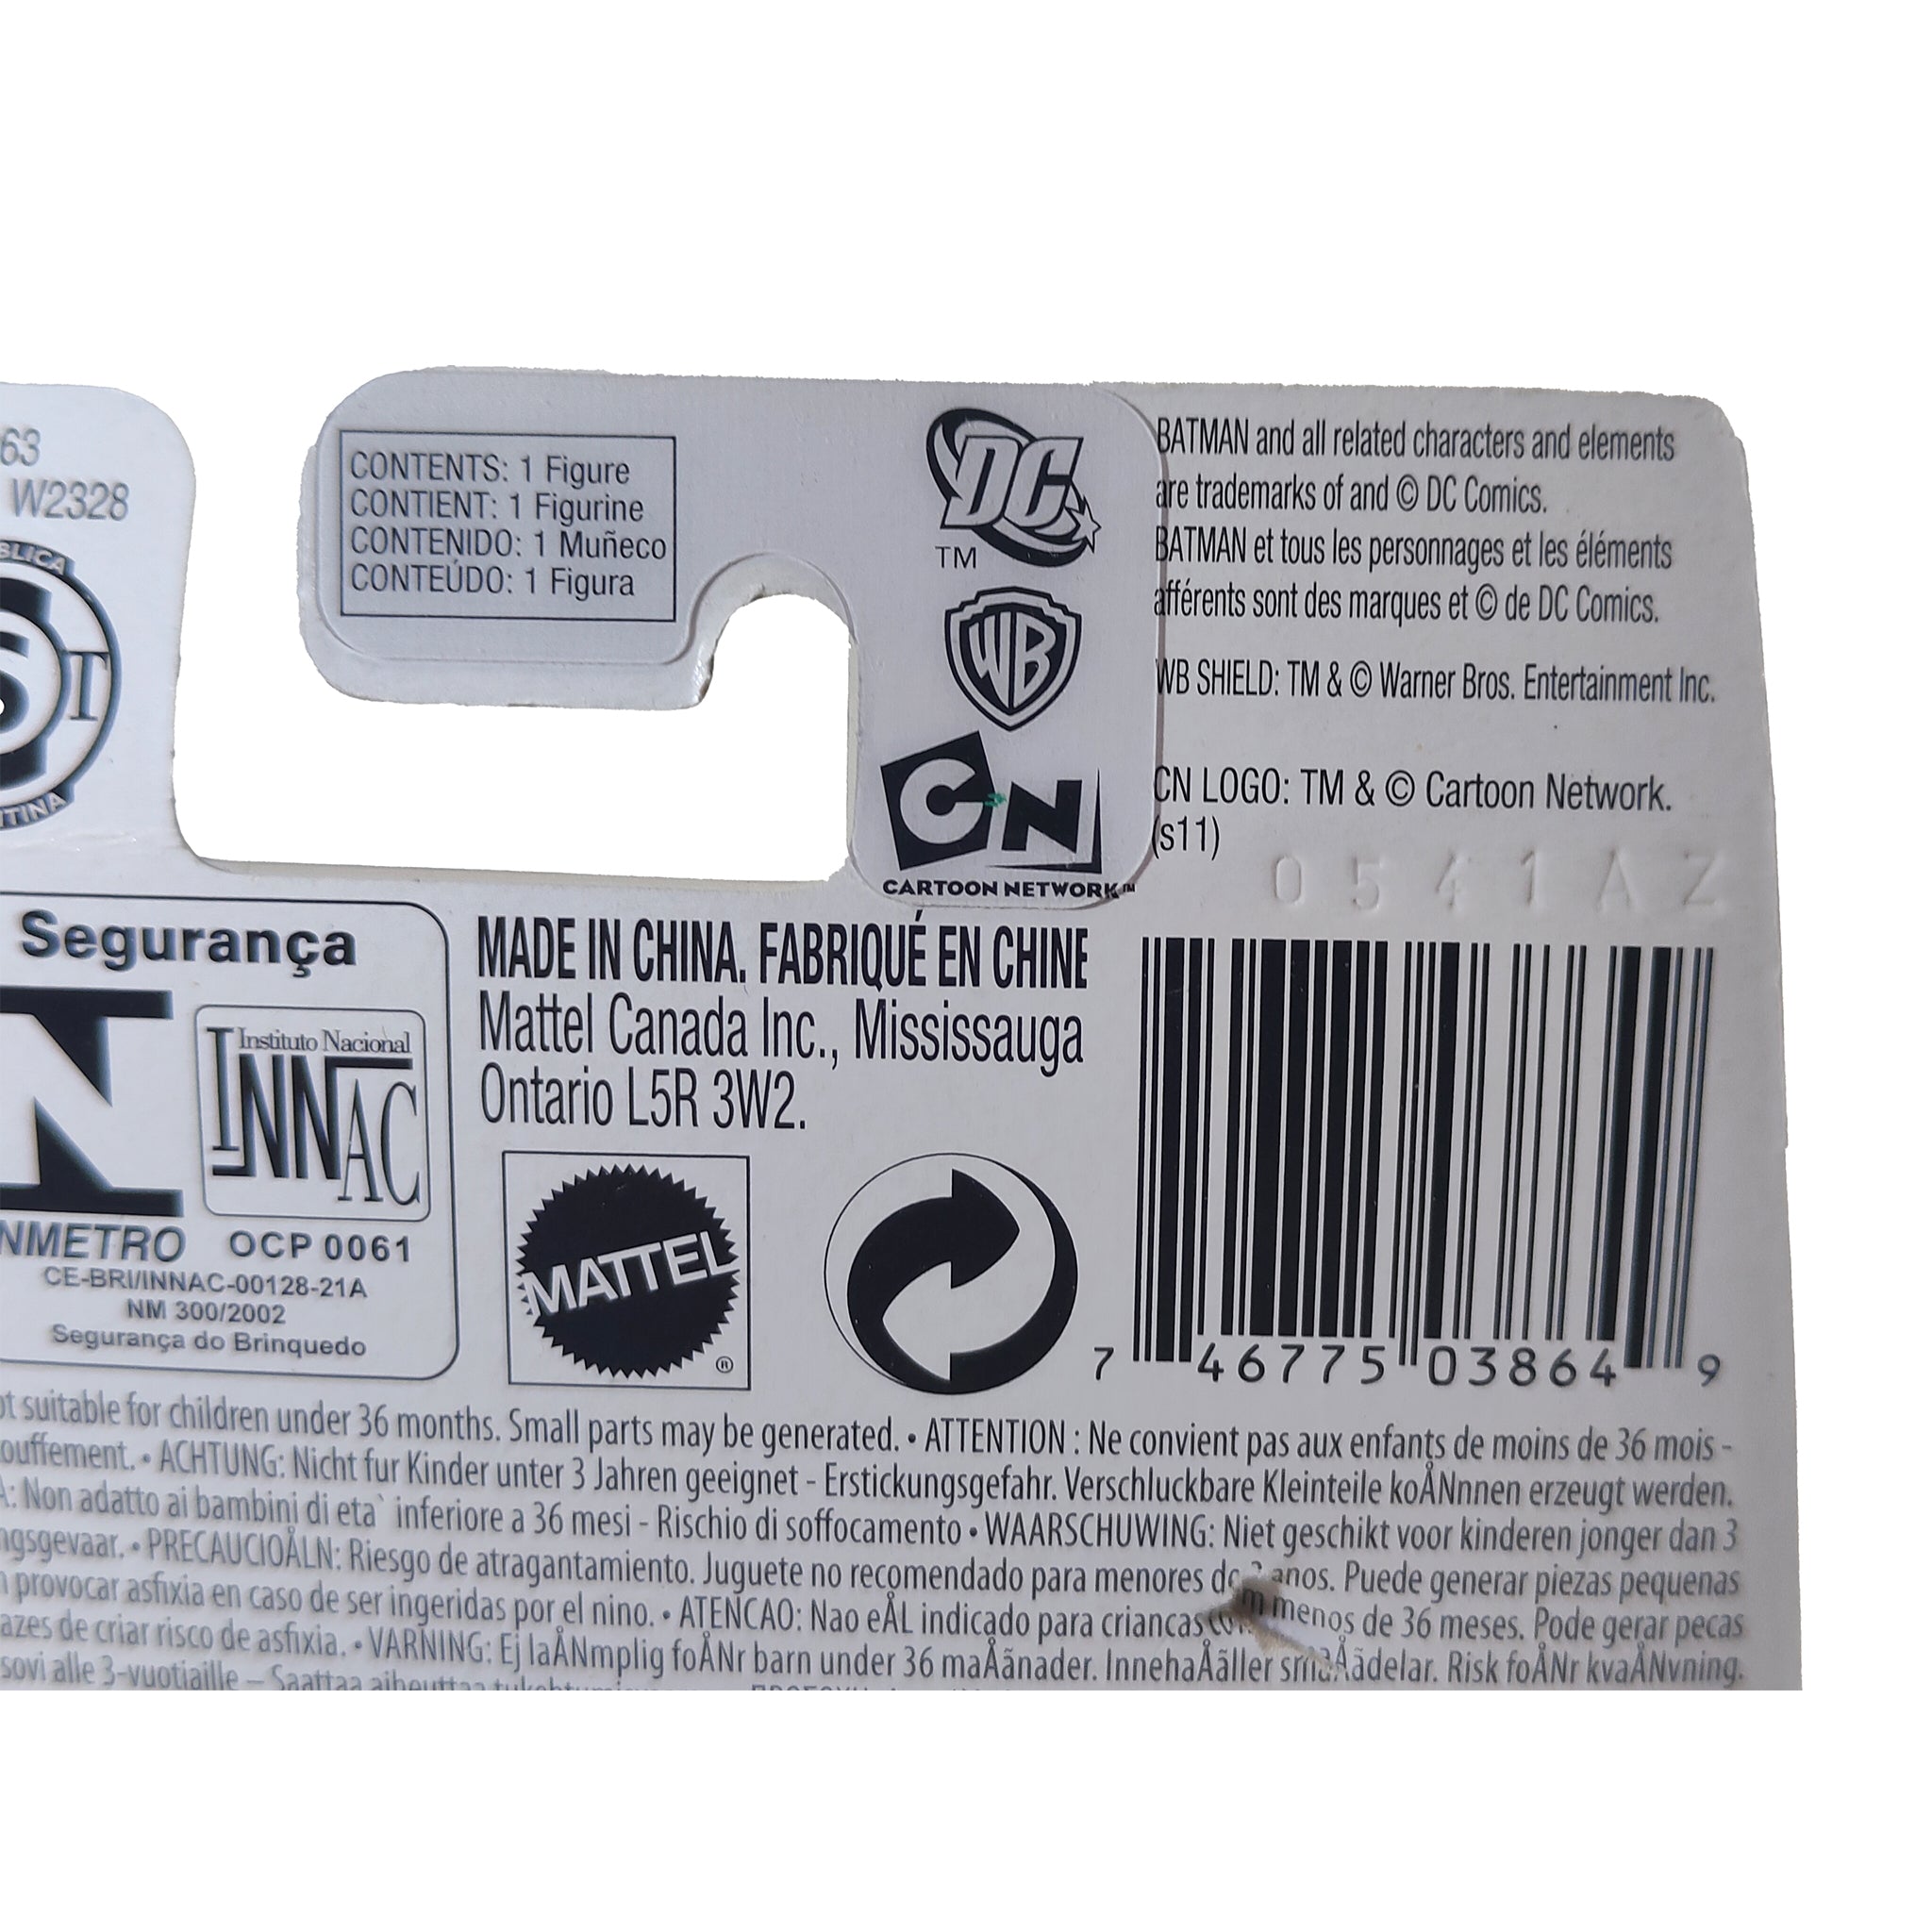 63
W2328
BLICA
S
T
TINA
CONTENTS: 1 Figure
CONTIENT: 1 Figurine
CONTENIDO: 1 Muñeco
CONTEÚDO: 1 Figura
DC
TM
WB
CN
CARTOON NETWORK™
BATMAN and all related characters and elements
are trademarks of and © DC Comics.
BATMAN et tous les personnages et les éléments
afférents sont des marques et © de DC Comics.
WB SHIELD: TM & © Warner Bros. Entertainment Inc.
CN LOGO: TM & © Cartoon Network.
(s11)
0541AZ
Segurança
Instituto Nacional
INNAC
NMETRO OCP 0061
CE-BRI/INNAC-00128-21A
NM 300/2002
Segurança do Brinquedo
MADE IN CHINA. FABRIQUÉ EN CHINE
Mattel Canada Inc., Mississauga
Ontario L5R 3W2.
MATTEL
®
7 46775 03864 9
ot suitable for children under 36 months. Small parts may be generated. • ATTENTION : Ne convient pas aux enfants de moins de 36 mois -
ouffement. • ACHTUNG: Nicht fur Kinder unter 3 Jahren geeignet - Erstickungsgefahr. Verschluckbare Kleinteile koÅNnnen erzeugt werden.
A: Non adatto ai bambini di eta` inferiore a 36 mesi - Rischio di soffocamento • WAARSCHUWING: Niet geschikt voor kinderen jonger dan 3
ngsgevaar. • PRECAUCIOÅLN: Riesgo de atragantamiento. Juguete no recomendado para menores anos. Puede generar piezas pequenas
n provocar asfixia en caso de ser ingeridas por el nino. • ATENCAO: Nao eÅL indicado para criancas menos de 36 meses. Pode gerar pecas
azes de criar risco de asfixia. • VARNING: Ej laÅNmplig foÅNr barn under 36 maÅãnader. InnehaÅãller smaÅãdelar. Risk foÅNr kvaÅNvning.
sovi alle 3-vuotiaille – Saattaa aiheuttaa